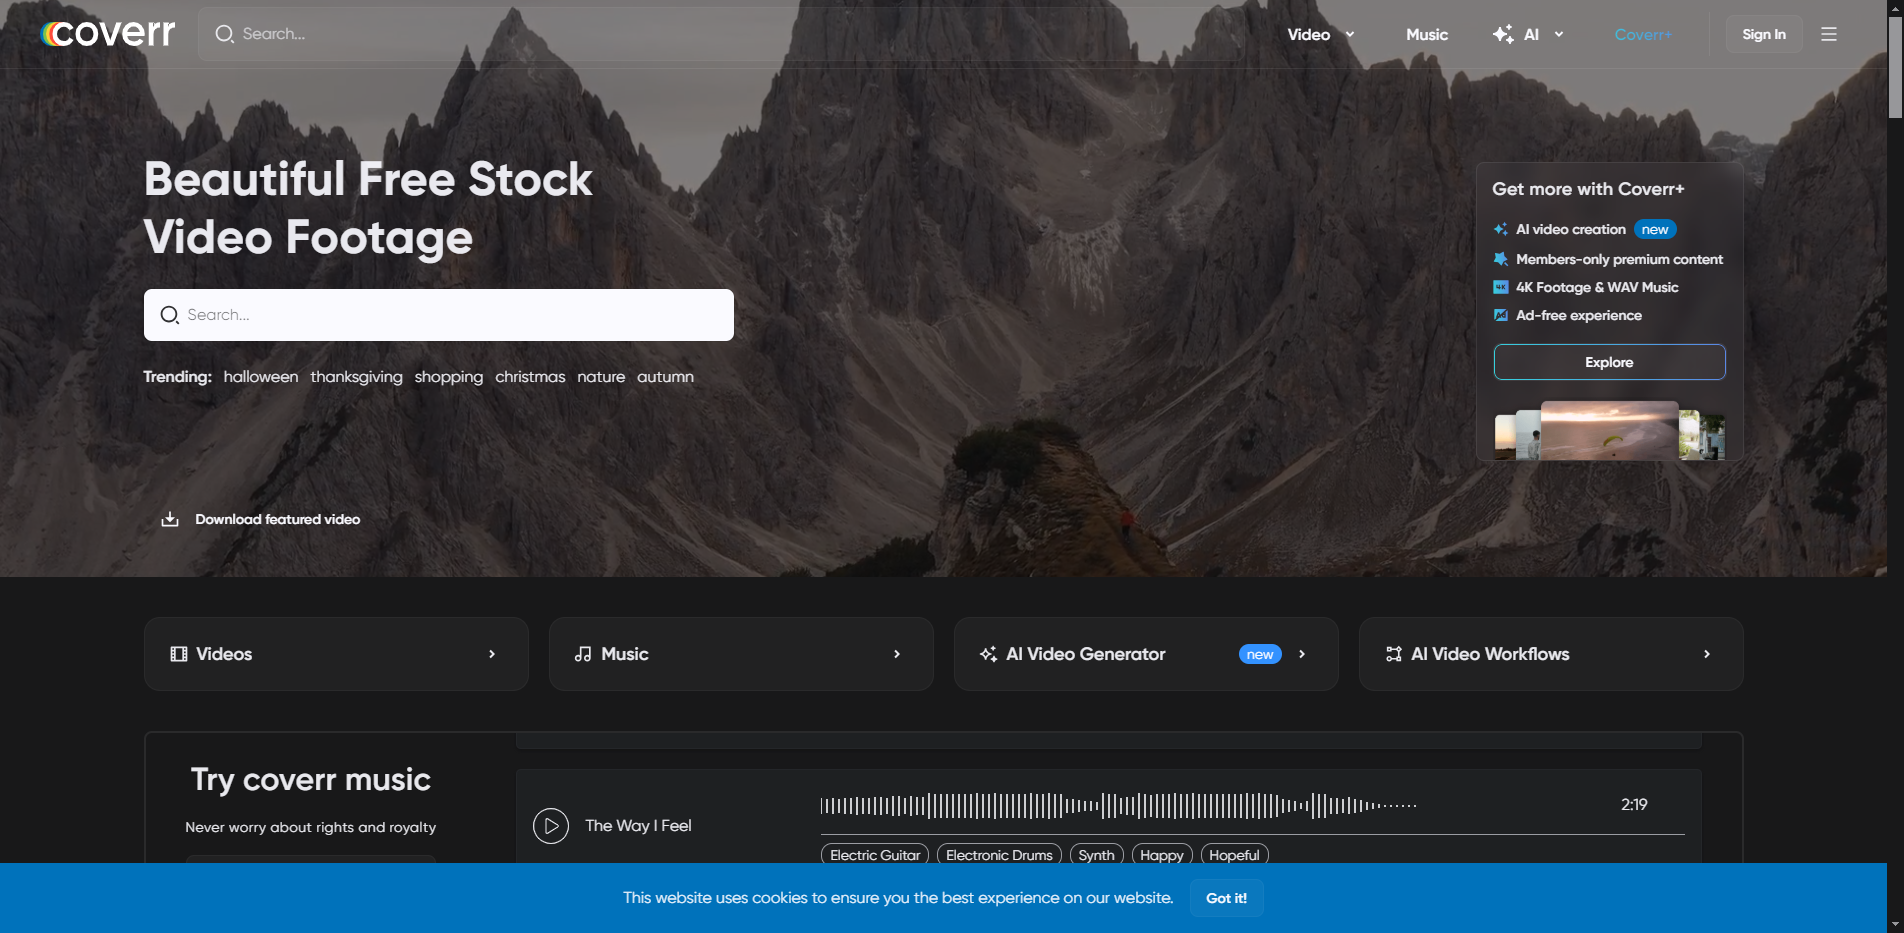 coverr
Search...
Video
Music
AI
Coverr+
Sign In
Beautiful Free Stock
Video Footage
Search...
Trending: halloween thanksgiving shopping christmas nature autumn
Download featured video
Get more with Coverr+
AI video creation new
Members-only premium content
4K 4K Footage & WAV Music
Ad Ad-free experience
Explore
Videos
Music
AI Video Generator new
AI Video Workflows
Try coverr music
Never worry about rights and royalty
The Way I Feel
2:19
Electric Guitar Electronic Drums Synth Happy Hopeful
This website uses cookies to ensure you the best experience on our website. Got it!